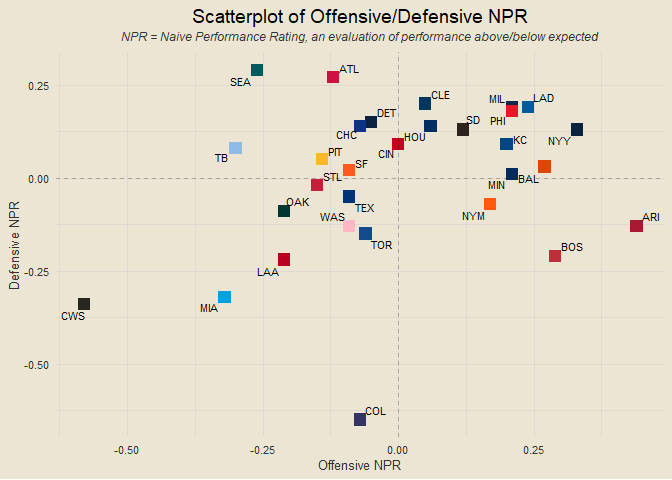 Scatterplot of Offensive/Defensive NPR
NPR = Naive Performance Rating, an evaluation of performance above/below expected
SEA
ATL
0.25
CLE
MIL
LAD
DET
PHI
SD
CHC
HOU
NYY
KC
CIN
TB
PIT
SF
0.00
STL
BAL
MIN
OAK
TEX
NYM
WAS
ARI
TOR
BOS
LAA
-0.25
MIA
CWS
-0.50
COL
Defensive NPR
-0.50
-0.25
0.00
0.25
Offensive NPR